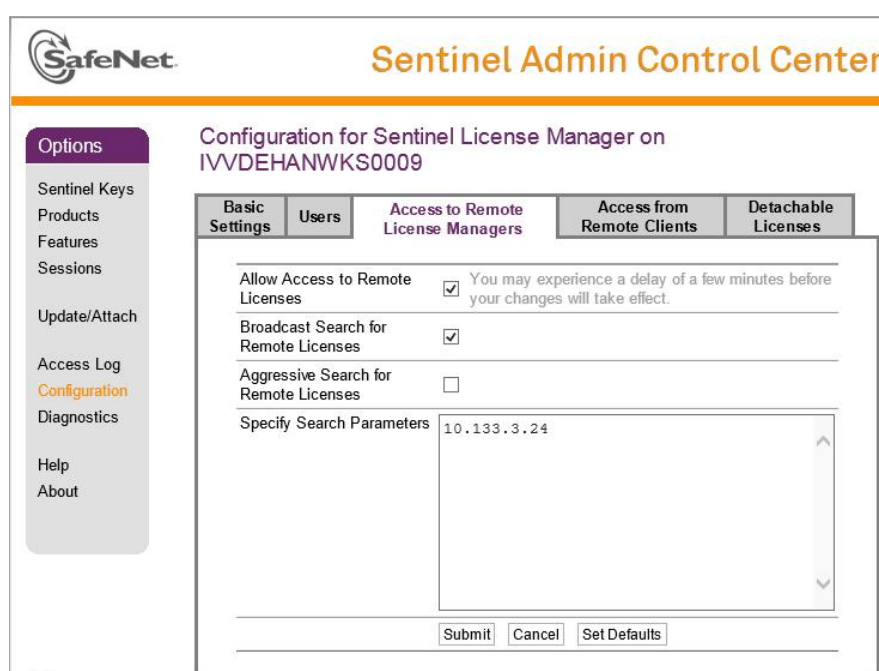 SafeNet.
Sentinel Admin Control Center
Options
Sentinel Keys
Products
Features
Sessions
Update/Attach
Access Log
Configuration
Diagnostics
Help
About
Configuration for Sentinel License Manager on
IVVDEHANWKS0009
Basic
Settings
Users
Access to Remote
License Managers
Access from
Remote Clients
Detachable
Licenses
Allow Access to Remote
Licenses
You may experience a delay of a few minutes before
your changes will take effect.
Broadcast Search for
Remote Licenses
Aggressive Search for
Remote Licenses
Specify Search Parameters
10.133.3.24
Submit
Cancel
Set Defaults